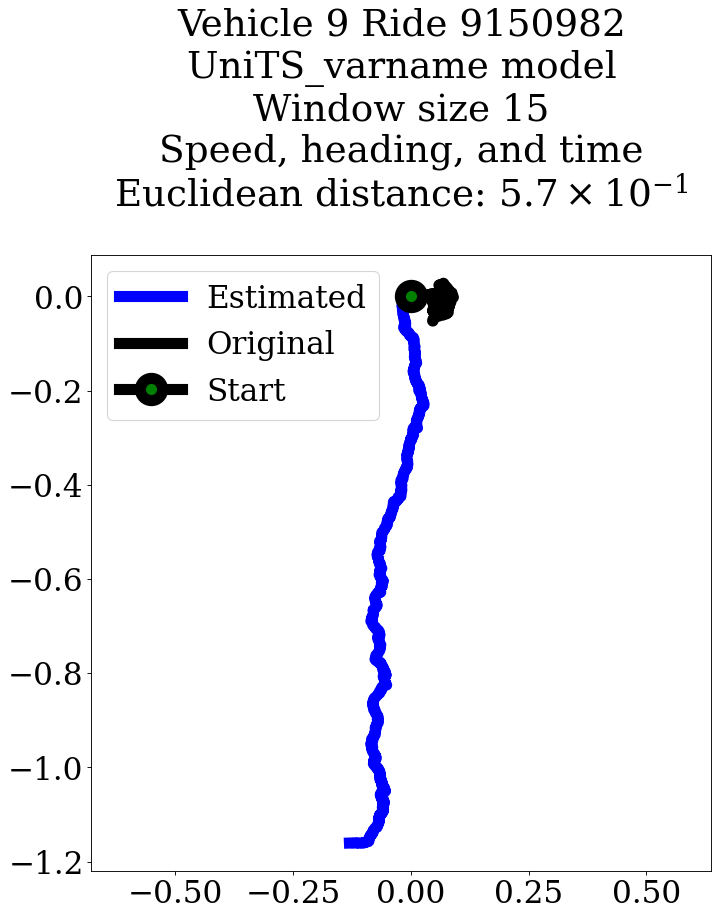 Vehicle 9 Ride 9150982
UniTS_varname model
Window size 15
Speed, heading, and time
Euclidean distance: 5.7 × 10⁻¹
Estimated
Original
Start
0.0
−0.2
−0.4
−0.6
−0.8
−1.0
−1.2
−0.50 −0.25 0.00 0.25 0.50